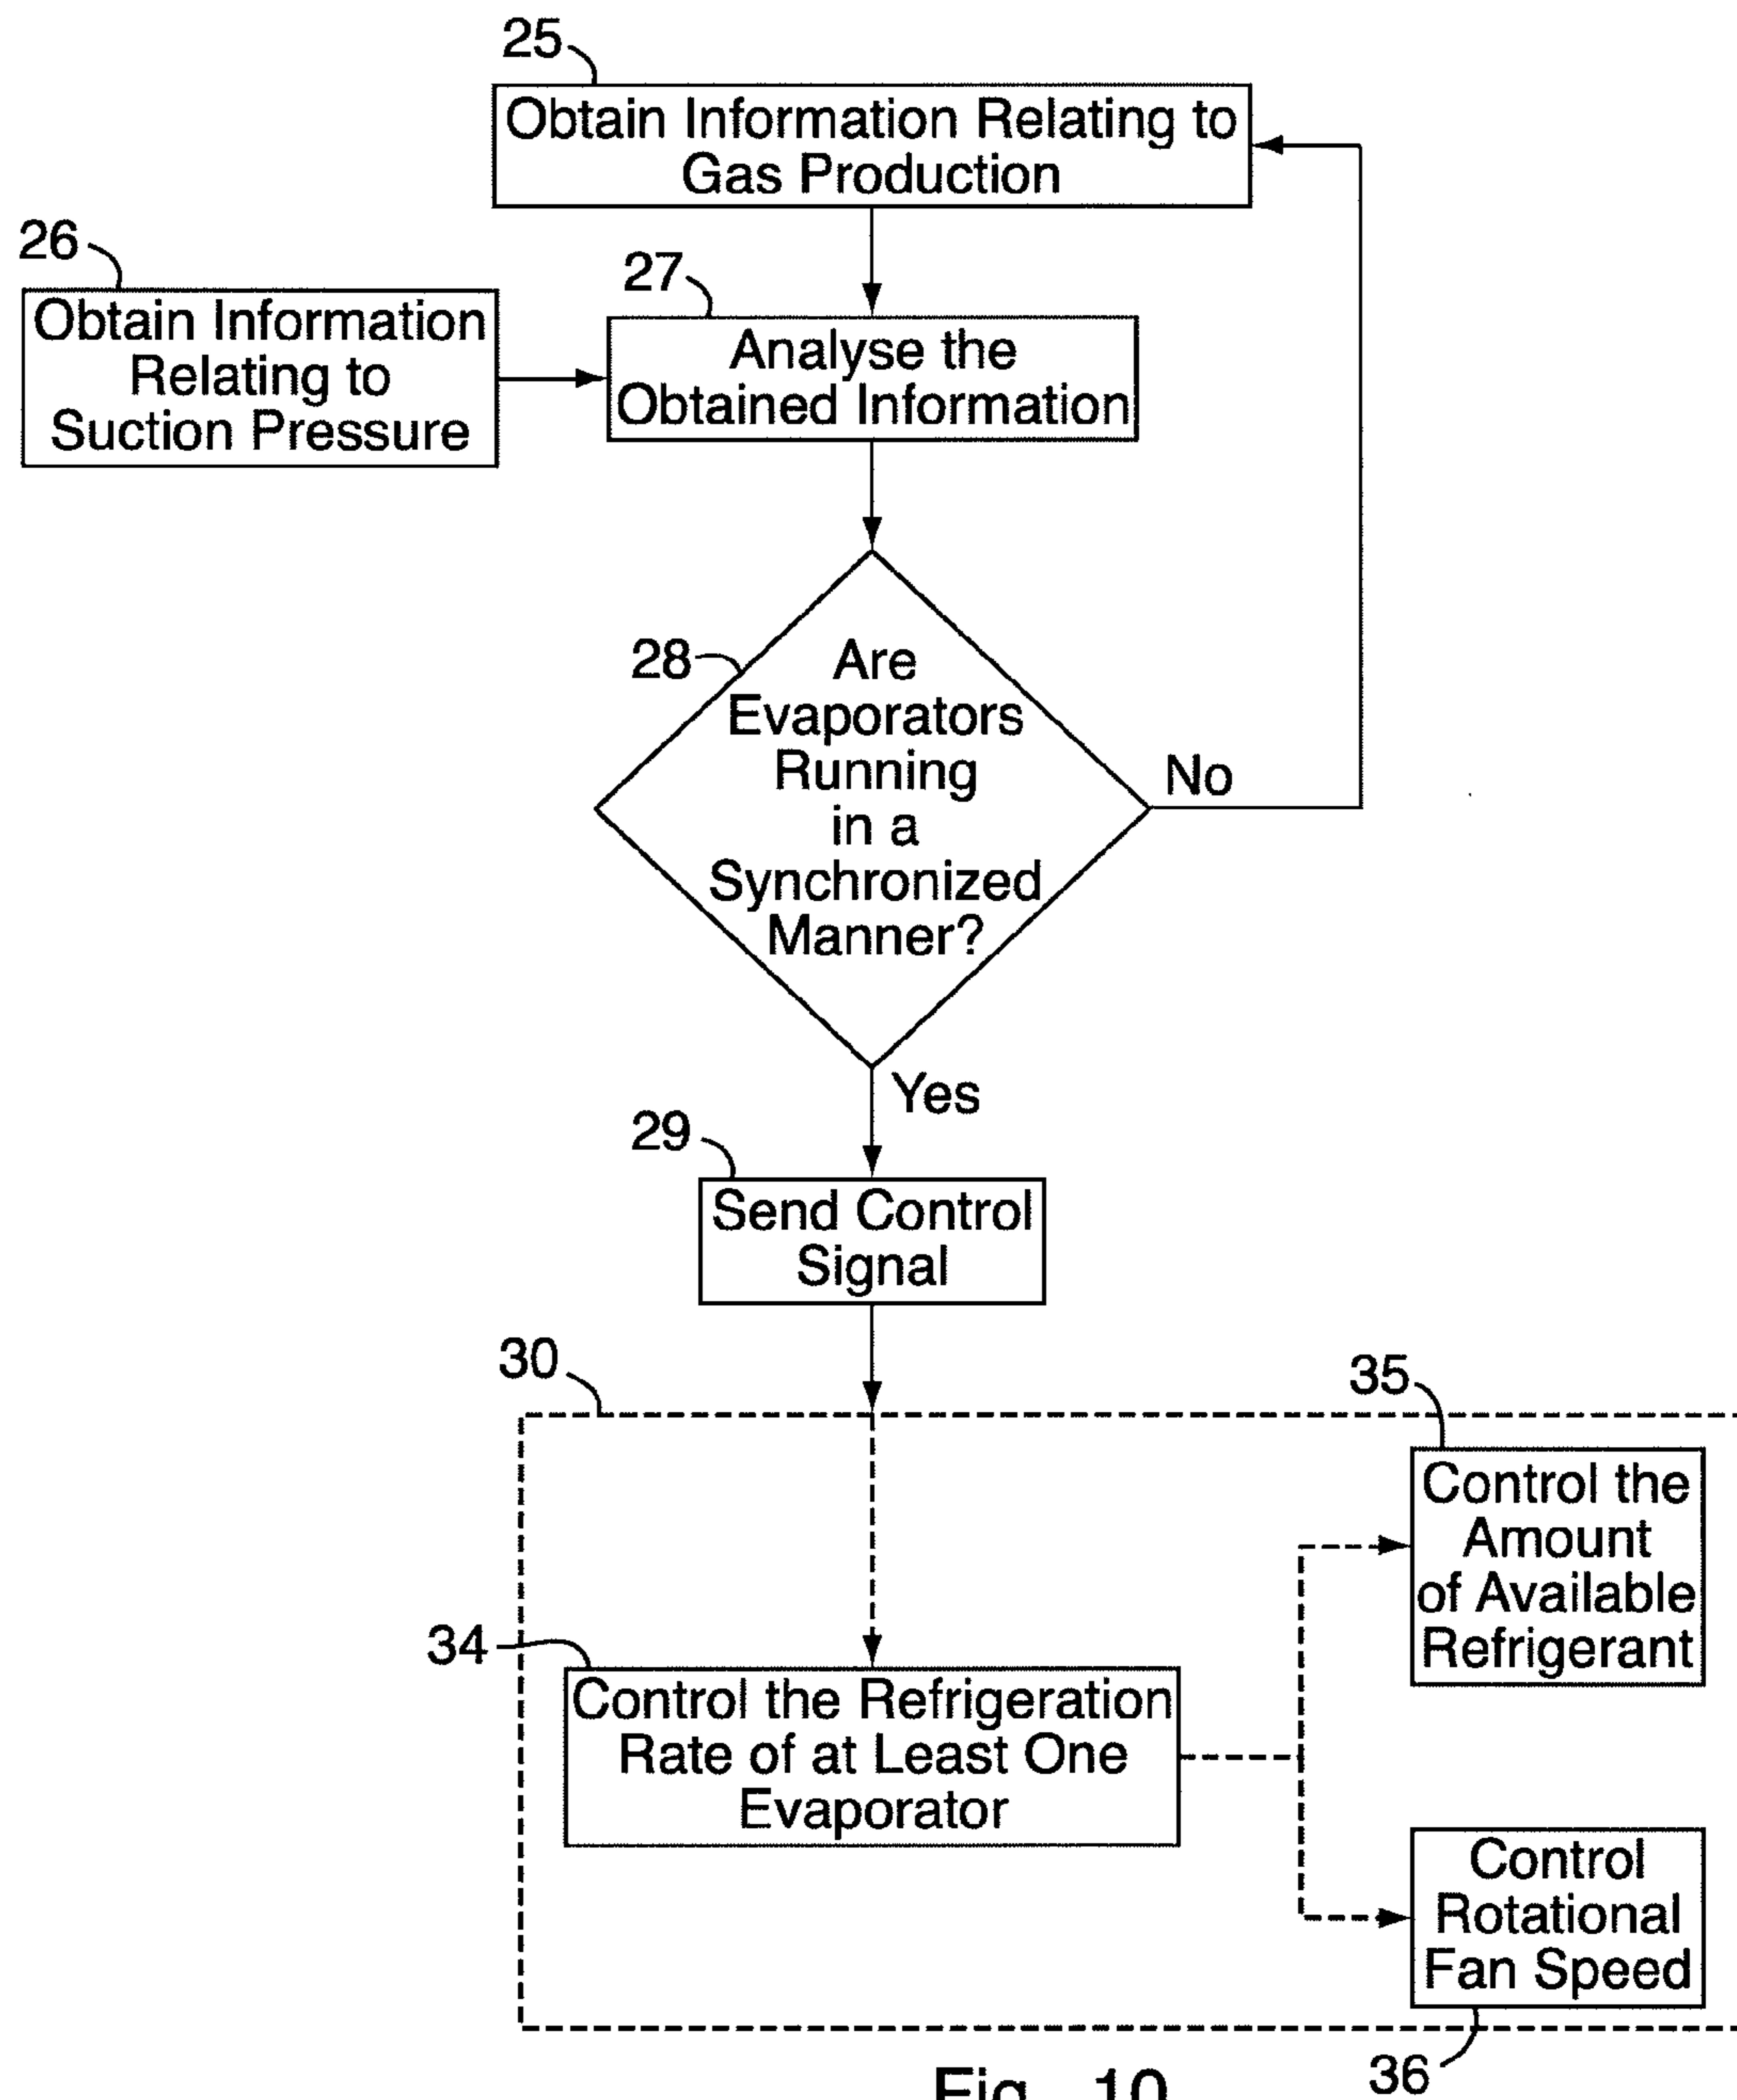 25
Obtain Information Relating to
Gas Production
26
Obtain Information
Relating to
Suction Pressure
27
Analyse the
Obtained Information
28
Are
Evaporators
Running
in a
Synchronized
Manner?
No
Yes
29
Send Control
Signal
30
34
Control the Refrigeration
Rate of at Least One
Evaporator
35
Control the
Amount
of Available
Refrigerant
Control
Rotational
Fan Speed
36
Fig. 10